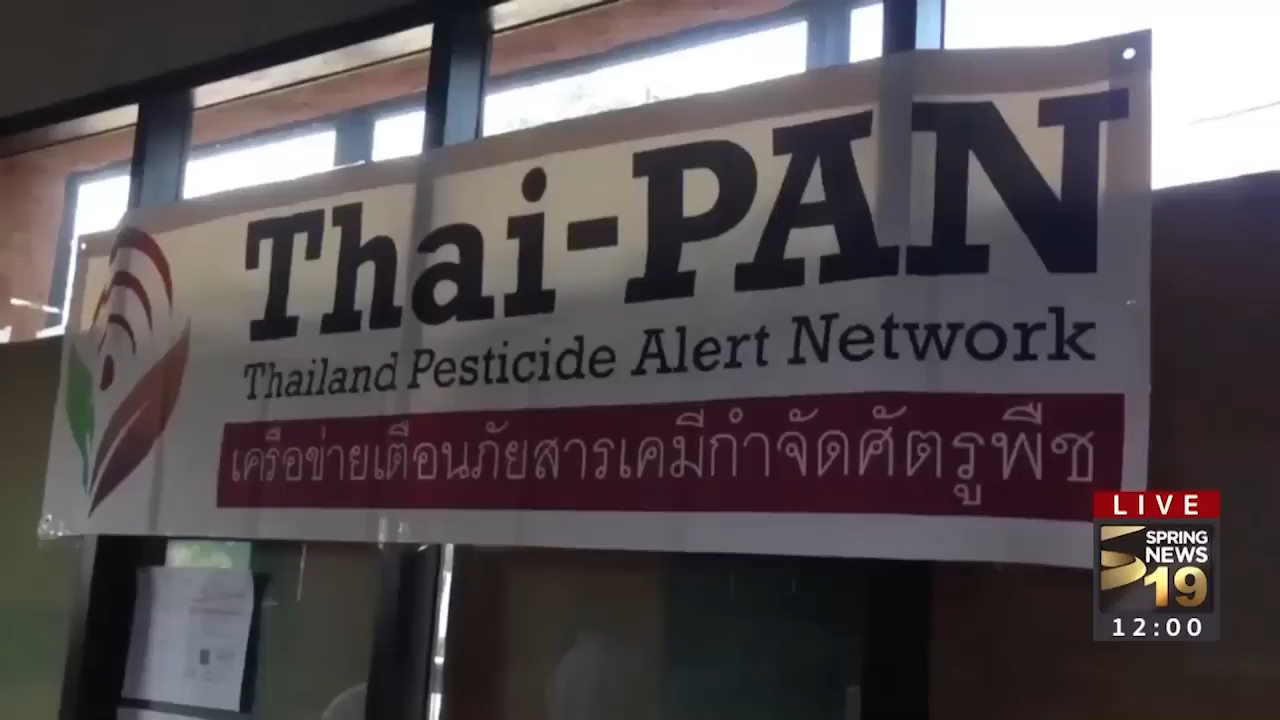 Thai-PAN
Thailand Pesticide Alert Network
เครือข่ายเตือนภัยสารเคมีกำจัดศัตรูพืช
LIVE
SPRING
NEWS
19
12:00